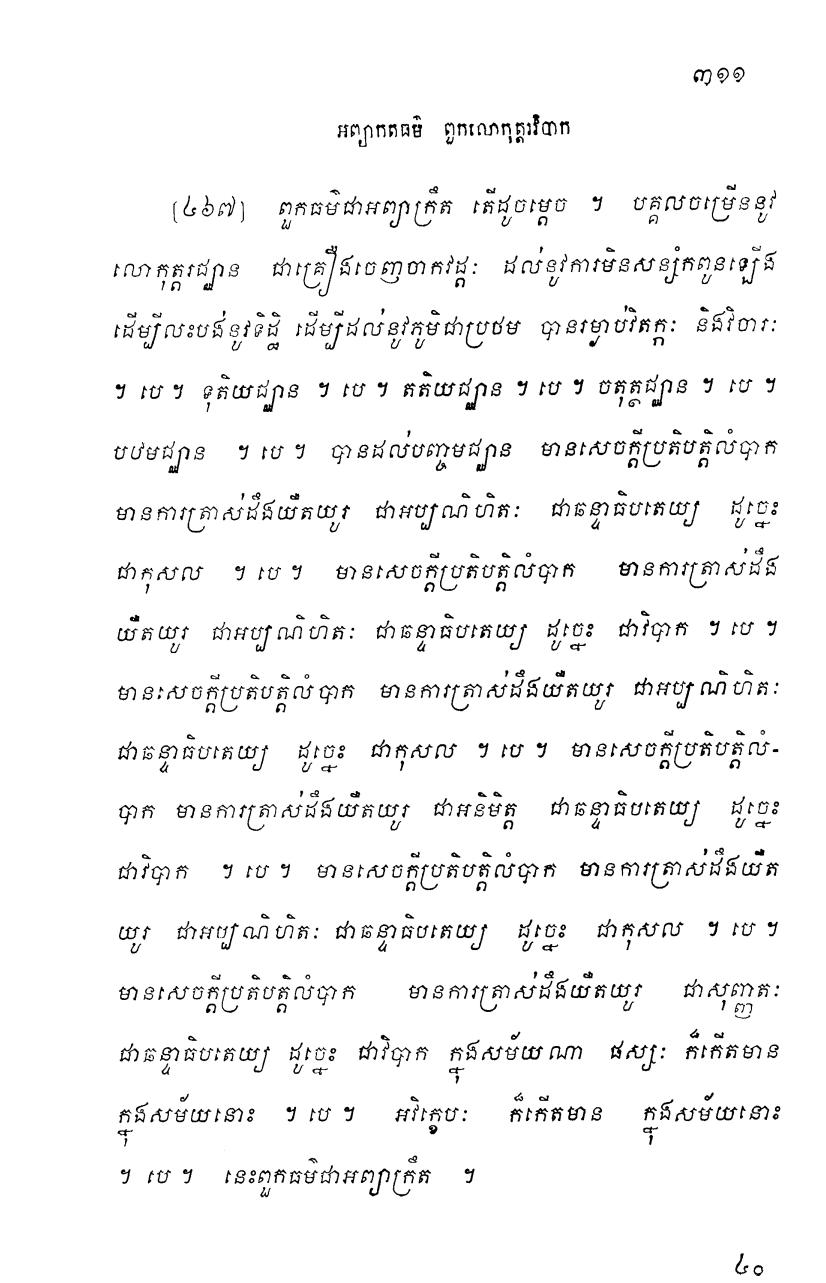 ៣១១
អព្យាកតធម៌ ពួកលោកុត្តរវិបាក
[៤៦៧] ពួកធម៌ជាអព្យាក្រឹត តើដូចម្តេច ។ បគ្គលចម្រើននូវ
លោកុត្តរជ្ឈាន ជាគ្រឿងចេញចាកវដ្តៈ ដល់នូវការមិនសន្សំកពូនឡើង
ដើម្បីលះបង់នូវទិដ្ឋិ ដើម្បីដល់នូវភូមិជាប្រថម បានរម្ងាប់វិតក្កៈ និងវិចារៈ
។ បេ ។ ទុតិយជ្ឈាន ។ បេ ។ តតិយជ្ឈាន ។ បេ ។ ចតុត្ថជ្ឈាន ។ បេ ។
បឋមជ្ឈាន ។ បេ ។ បានដល់បញ្ចមជ្ឈាន មានសេចក្តីប្រតិបត្តិលំបាក
មានការត្រាស់ដឹងយឺតយូរ ជាអប្បណិហិតៈ ជាឆន្ទាធិបតេយ្យ ដូច្នេះ
ជាកុសល ។ បេ ។ មានសេចក្តីប្រតិបត្តិលំបាក មានការត្រាស់ដឹង
យឺតយូរ ជាអប្បណិហិតៈ ជាឆន្ទាធិបតេយ្យ ដូច្នេះ ជាវិបាក ។ បេ ។
មានសេចក្តីប្រតិបត្តិលំបាក មានការត្រាស់ដឹងយឺតយូរ ជាអប្បណិហិតៈ
ជាឆន្ទាធិបតេយ្យ ដូច្នេះ ជាកុសល ។ បេ ។ មានសេចក្តីប្រតិបត្តិលំ-
បាក មានការត្រាស់ដឹងយឺតយូរ ជាអនិមិត្ត ជាឆន្ទាធិបតេយ្យ ដូច្នេះ
ជាវិបាក ។ បេ ។ មានសេចក្តីប្រតិបត្តិលំបាក មានការត្រាស់ដឹងយឺត
យូរ ជាអប្បណិហិតៈ ជាឆន្ទាធិបតេយ្យ ដូច្នេះ ជាកុសល ។ បេ ។
មានសេចក្តីប្រតិបត្តិលំបាក មានការត្រាស់ដឹងយឺតយូរ ជាសុញ្ញតៈ
ជាឆន្ទាធិបតេយ្យ ដូច្នេះ ជាវិបាក ក្នុងសម័យណា ផស្សៈ ក៏កើតមាន
ក្នុងសម័យនោះ ។ បេ ។ អវិក្ខេបៈ ក៏កើតមាន ក្នុងសម័យនោះ
។ បេ ។ នេះពួកធម៌ជាអព្យាក្រឹត ។
៤០